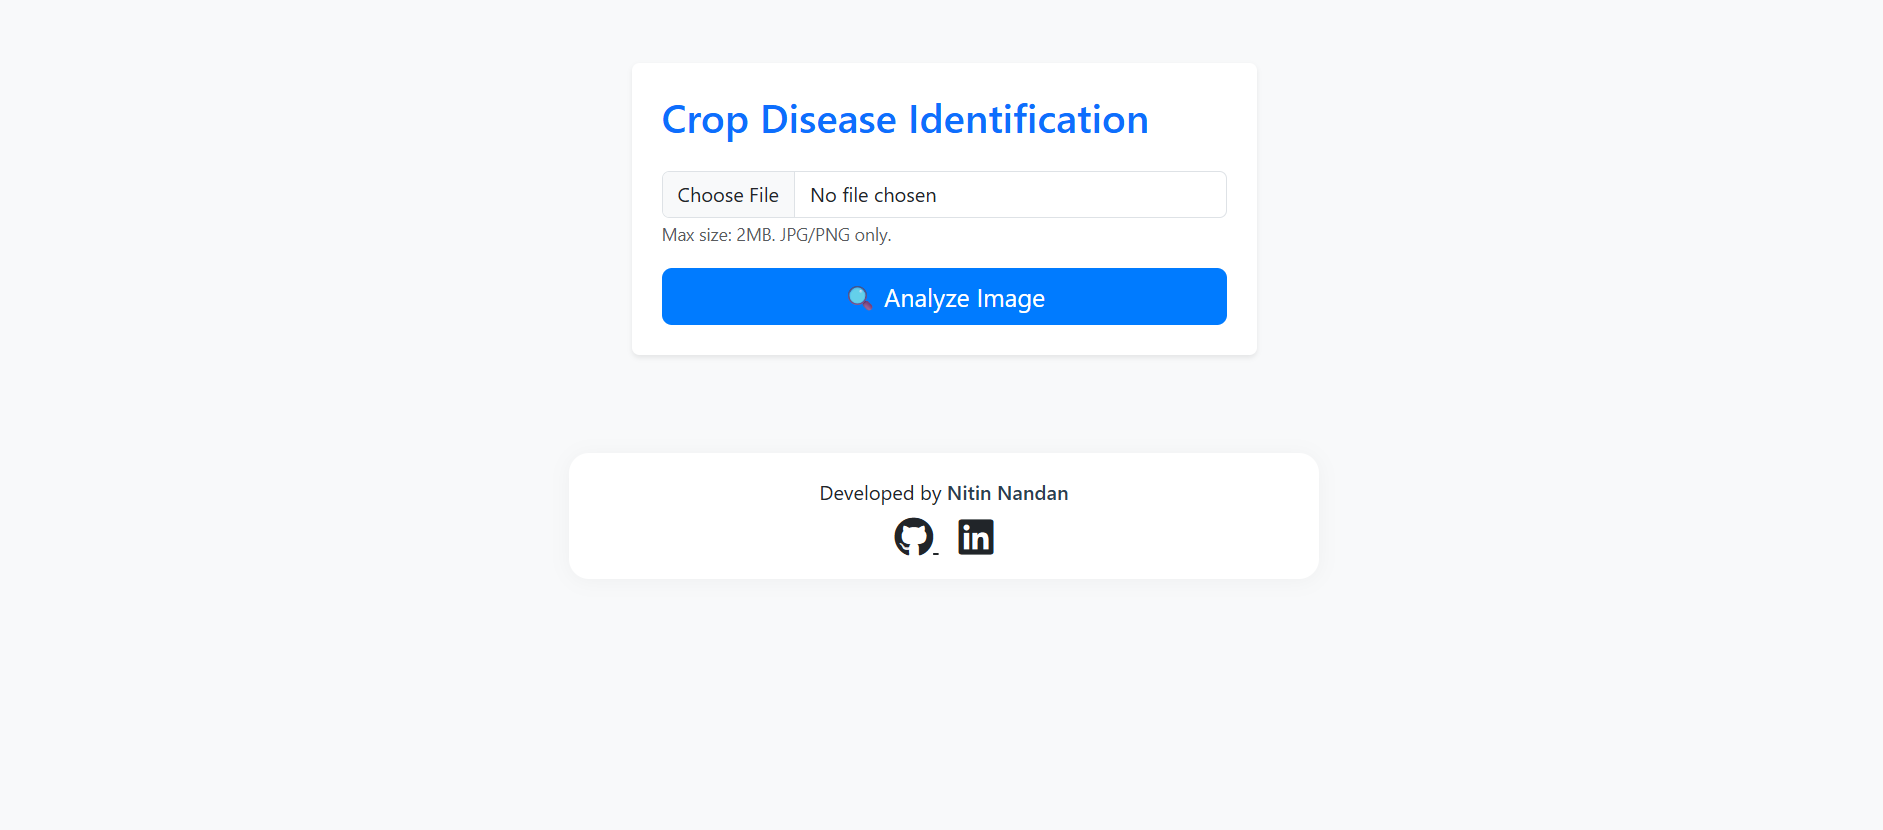 Crop Disease Identification
Choose File No file chosen
Max size: 2MB. JPG/PNG only.
Analyze Image
Developed by Nitin Nandan
in